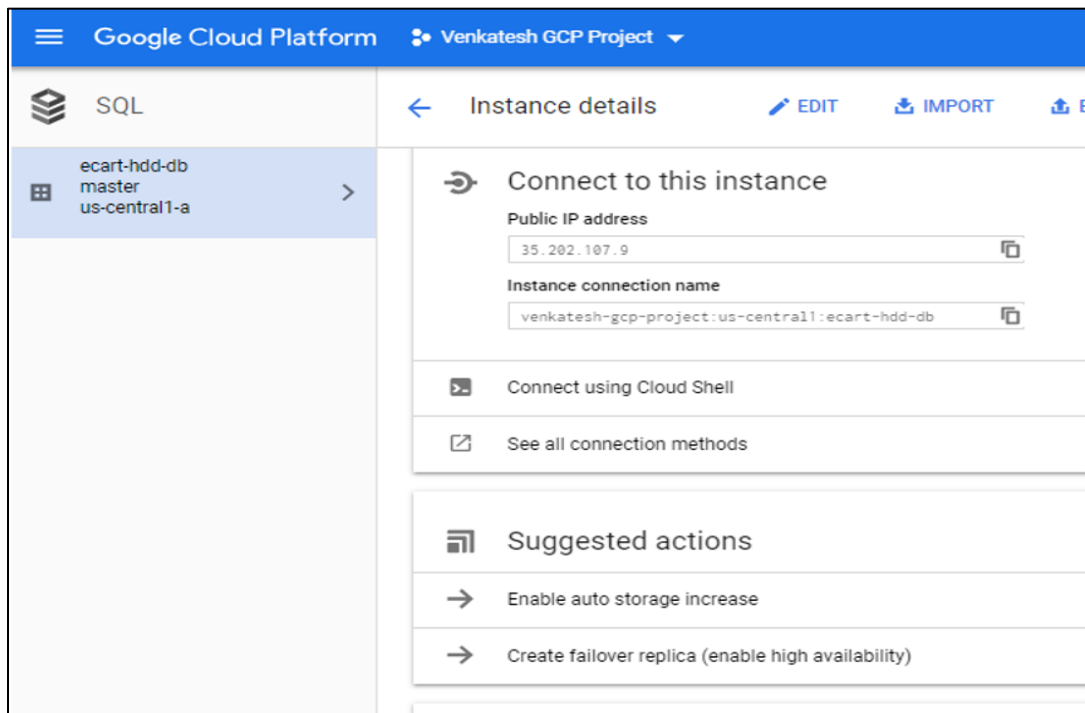 Google Cloud Platform
Venkatesh GCP Project
SQL
Instance details
EDIT
IMPORT
E
ecart-hdd-db
master
us-central1-a
Connect to this instance
Public IP address
35.202.107.9
Instance connection name
venkatesh-gcp-project:us-central1:ecart-hdd-db
Connect using Cloud Shell
See all connection methods
Suggested actions
Enable auto storage increase
Create failover replica (enable high availability)